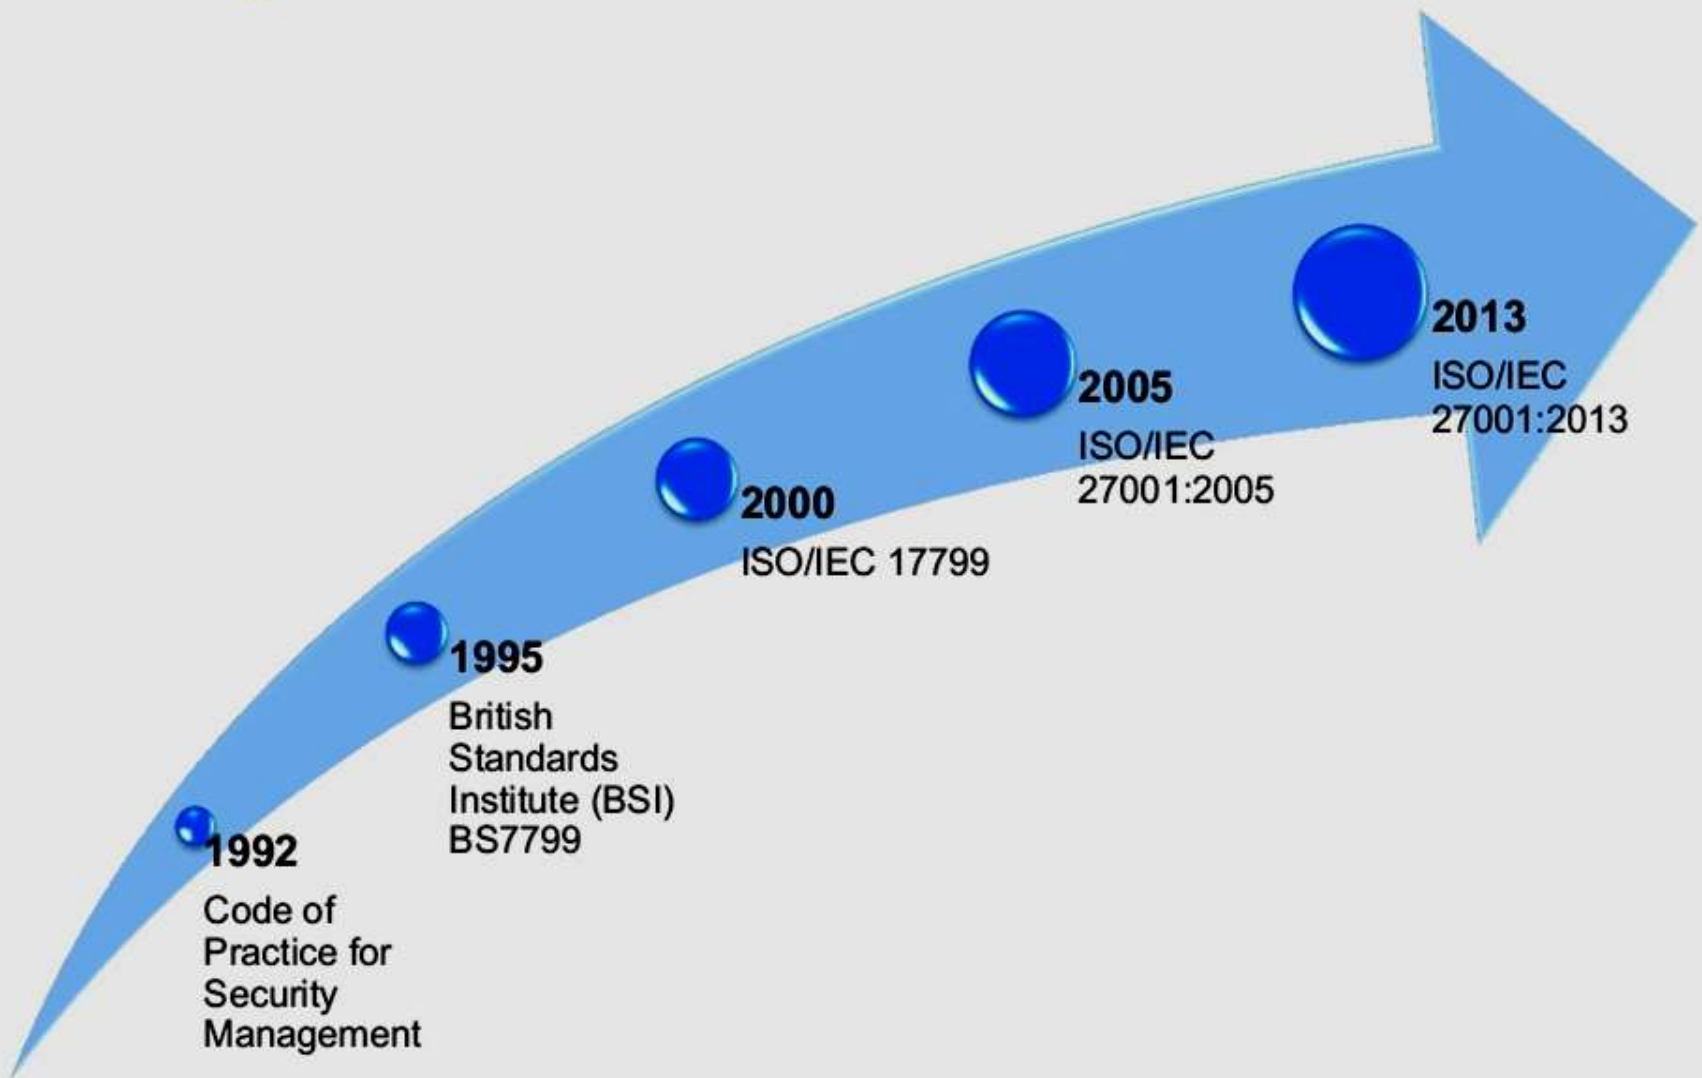 1992
Code of
Practice for
Security
Management
1995
British
Standards
Institute (BSI)
BS7799
2000
ISO/IEC 17799
2005
ISO/IEC
27001:2005
2013
ISO/IEC
27001:2013